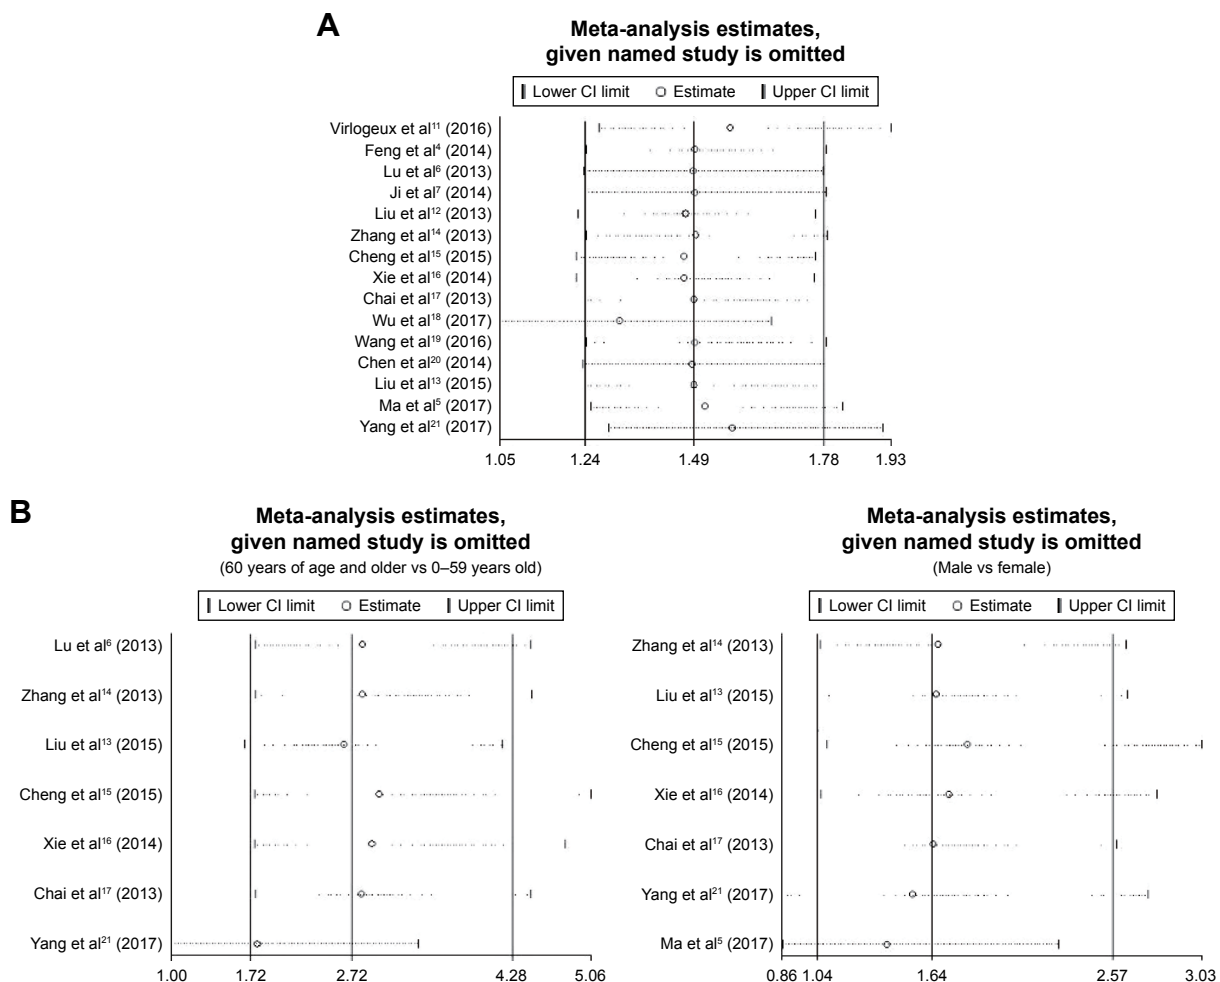 A
Meta-analysis estimates,
given named study is omitted
Lower CI limit Estimate Upper CI limit
Virlogeux et al¹¹ (2016)
Feng et al⁴ (2014)
Lu et al⁶ (2013)
Ji et al⁷ (2014)
Liu et al¹² (2013)
Zhang et al¹⁴ (2013)
Cheng et al¹⁵ (2015)
Xie et al¹⁶ (2014)
Chai et al¹⁷ (2013)
Wu et al¹⁸ (2017)
Wang et al¹⁹ (2016)
Chen et al²⁰ (2014)
Liu et al¹³ (2015)
Ma et al⁵ (2017)
Yang et al²¹ (2017)
1.05 1.24 1.49 1.78 1.93
B
Meta-analysis estimates,
given named study is omitted
(60 years of age and older vs 0–59 years old)
Lower CI limit Estimate Upper CI limit
Lu et al⁶ (2013)
Zhang et al¹⁴ (2013)
Liu et al¹³ (2015)
Cheng et al¹⁵ (2015)
Xie et al¹⁶ (2014)
Chai et al¹⁷ (2013)
Yang et al²¹ (2017)
1.00 1.72 2.72 4.28 5.06
Meta-analysis estimates,
given named study is omitted
(Male vs female)
Lower CI limit Estimate Upper CI limit
Zhang et al¹⁴ (2013)
Liu et al¹³ (2015)
Cheng et al¹⁵ (2015)
Xie et al¹⁶ (2014)
Chai et al¹⁷ (2013)
Yang et al²¹ (2017)
Ma et al⁵ (2017)
0.86 1.04 1.64 2.57 3.03